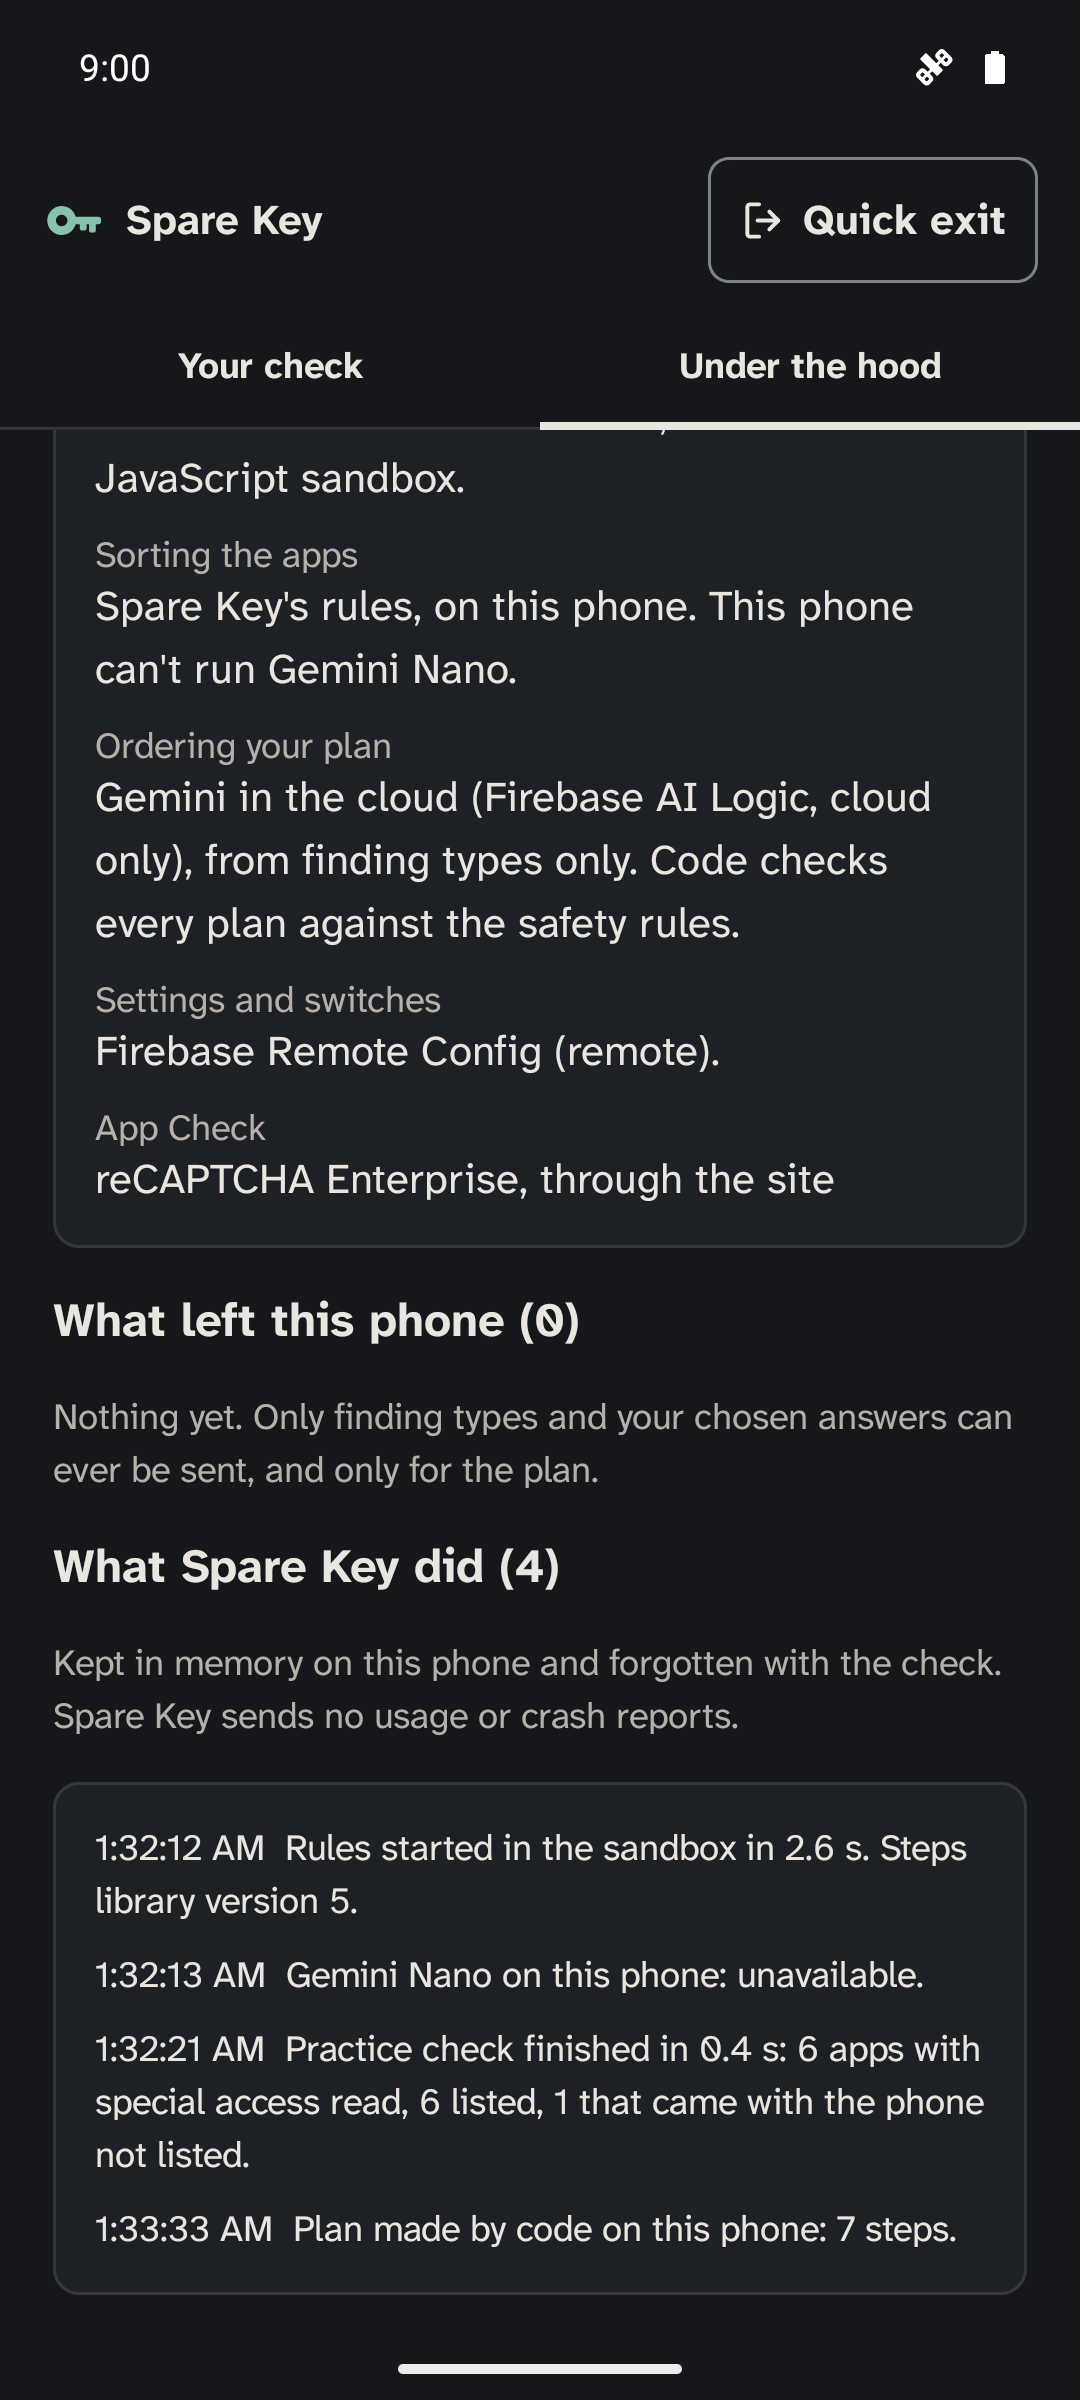 9:00
Spare Key
Quick exit
Your check
Under the hood
JavaScript sandbox.
Sorting the apps
Spare Key's rules, on this phone. This phone
can't run Gemini Nano.
Ordering your plan
Gemini in the cloud (Firebase AI Logic, cloud
only), from finding types only. Code checks
every plan against the safety rules.
Settings and switches
Firebase Remote Config (remote).
App Check
reCAPTCHA Enterprise, through the site
What left this phone (0)
Nothing yet. Only finding types and your chosen answers can
ever be sent, and only for the plan.
What Spare Key did (4)
Kept in memory on this phone and forgotten with the check.
Spare Key sends no usage or crash reports.
1:32:12 AM Rules started in the sandbox in 2.6 s. Steps
library version 5.
1:32:13 AM Gemini Nano on this phone: unavailable.
1:32:21 AM Practice check finished in 0.4 s: 6 apps with
special access read, 6 listed, 1 that came with the phone
not listed.
1:33:33 AM Plan made by code on this phone: 7 steps.